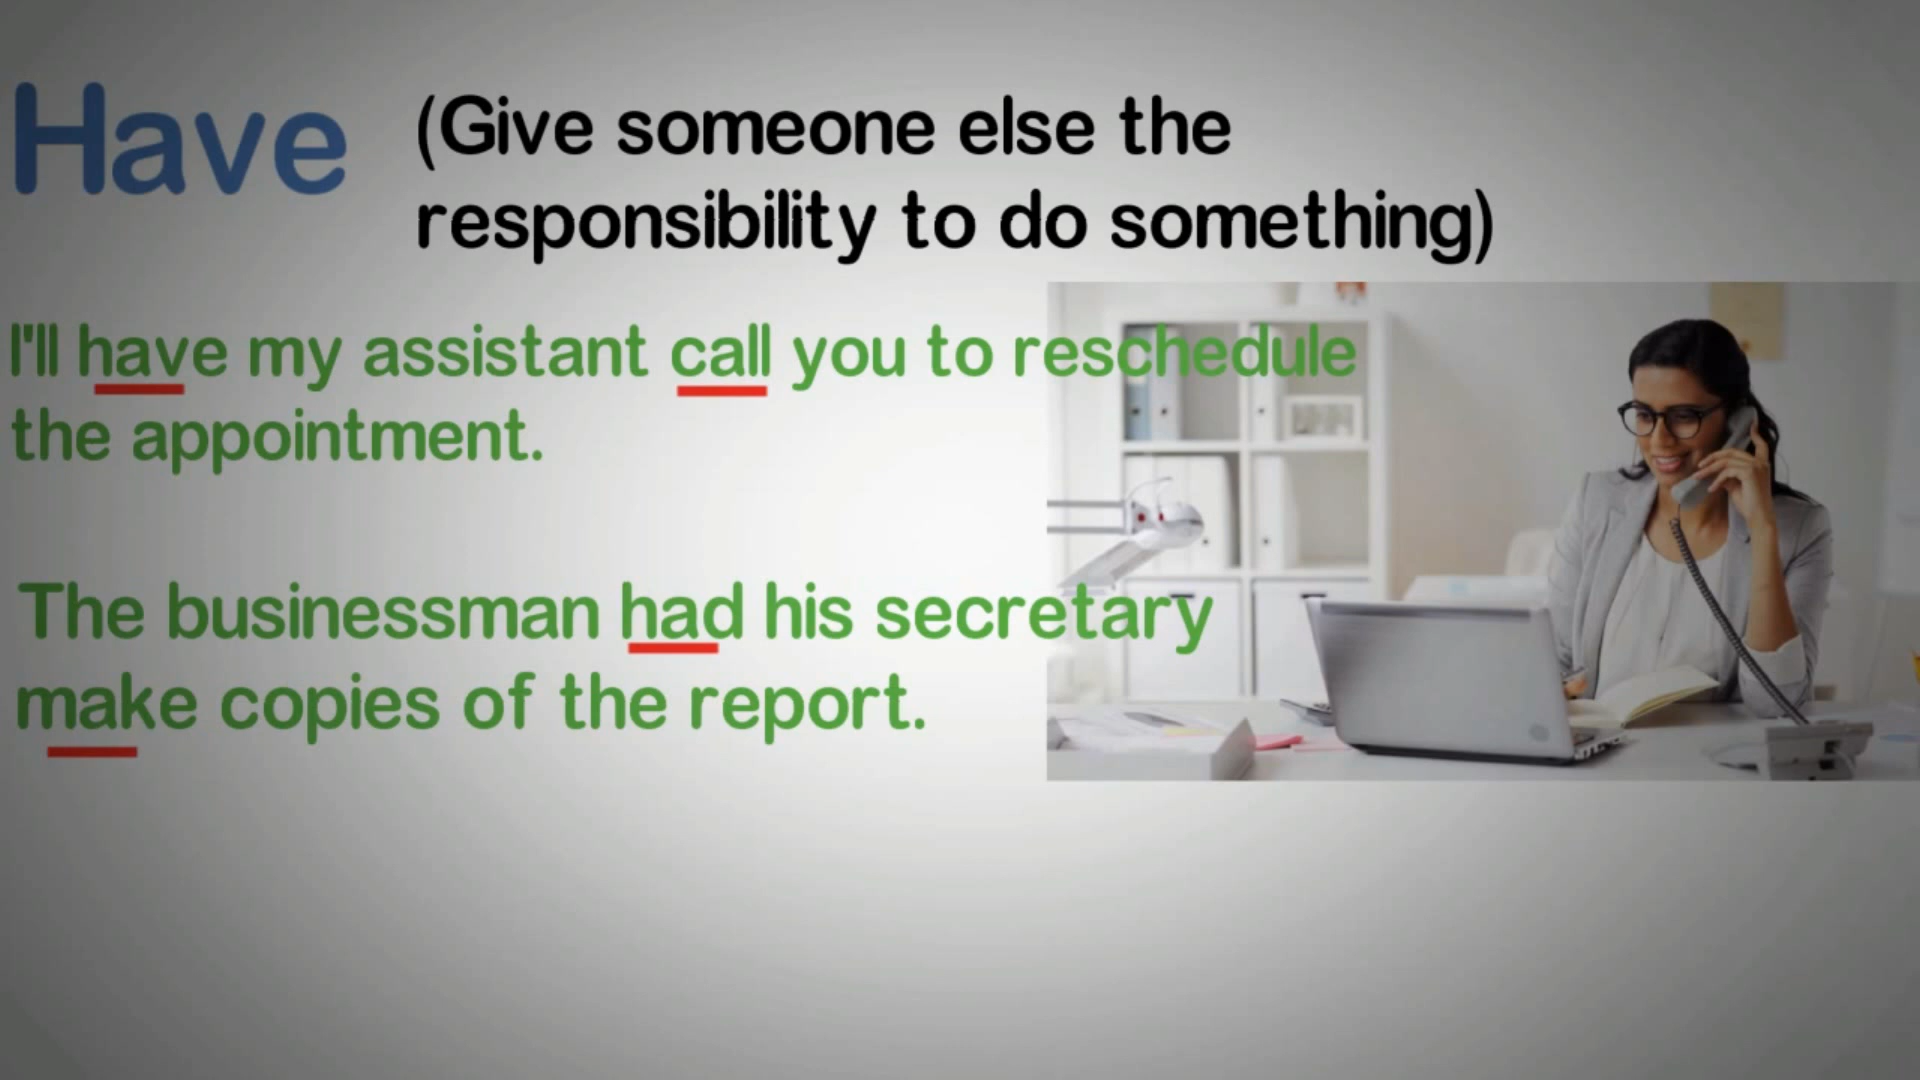 Have
(Give someone else the
responsibility to do something)
I'll have my assistant call you to reschedule
the appointment.
The businessman had his secretary
make copies of the report.